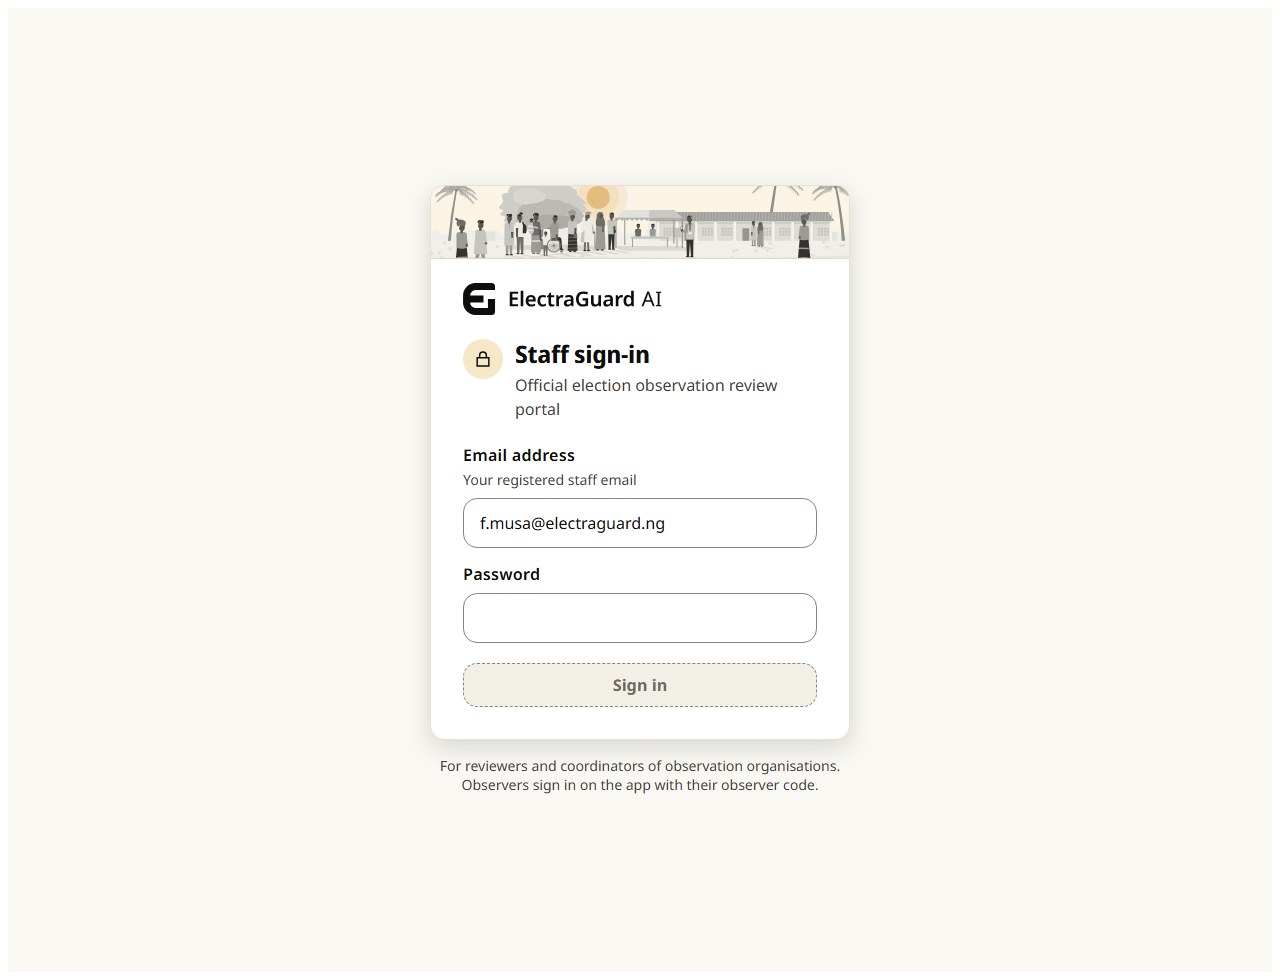 ElectraGuard AI
Staff sign-in
Official election observation review
portal
Email address
Your registered staff email
f.musa@electraguard.ng
Password
Sign in
For reviewers and coordinators of observation organisations.
Observers sign in on the app with their observer code.